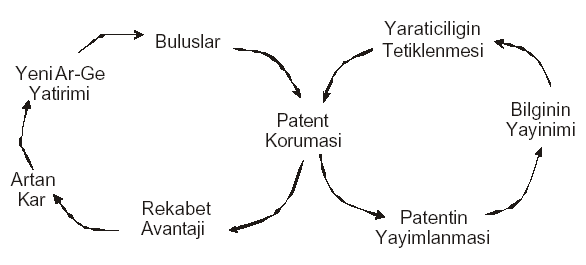 Buluslar
Yaraticiligin
Tetiklenmesi
Yeni Ar-Ge
Yatirimi
Bilginin
Yayinimi
Patent
Korumasi
Artan
Kar
Rekabet
Avantaji
Patentin
Yayimlanmasi